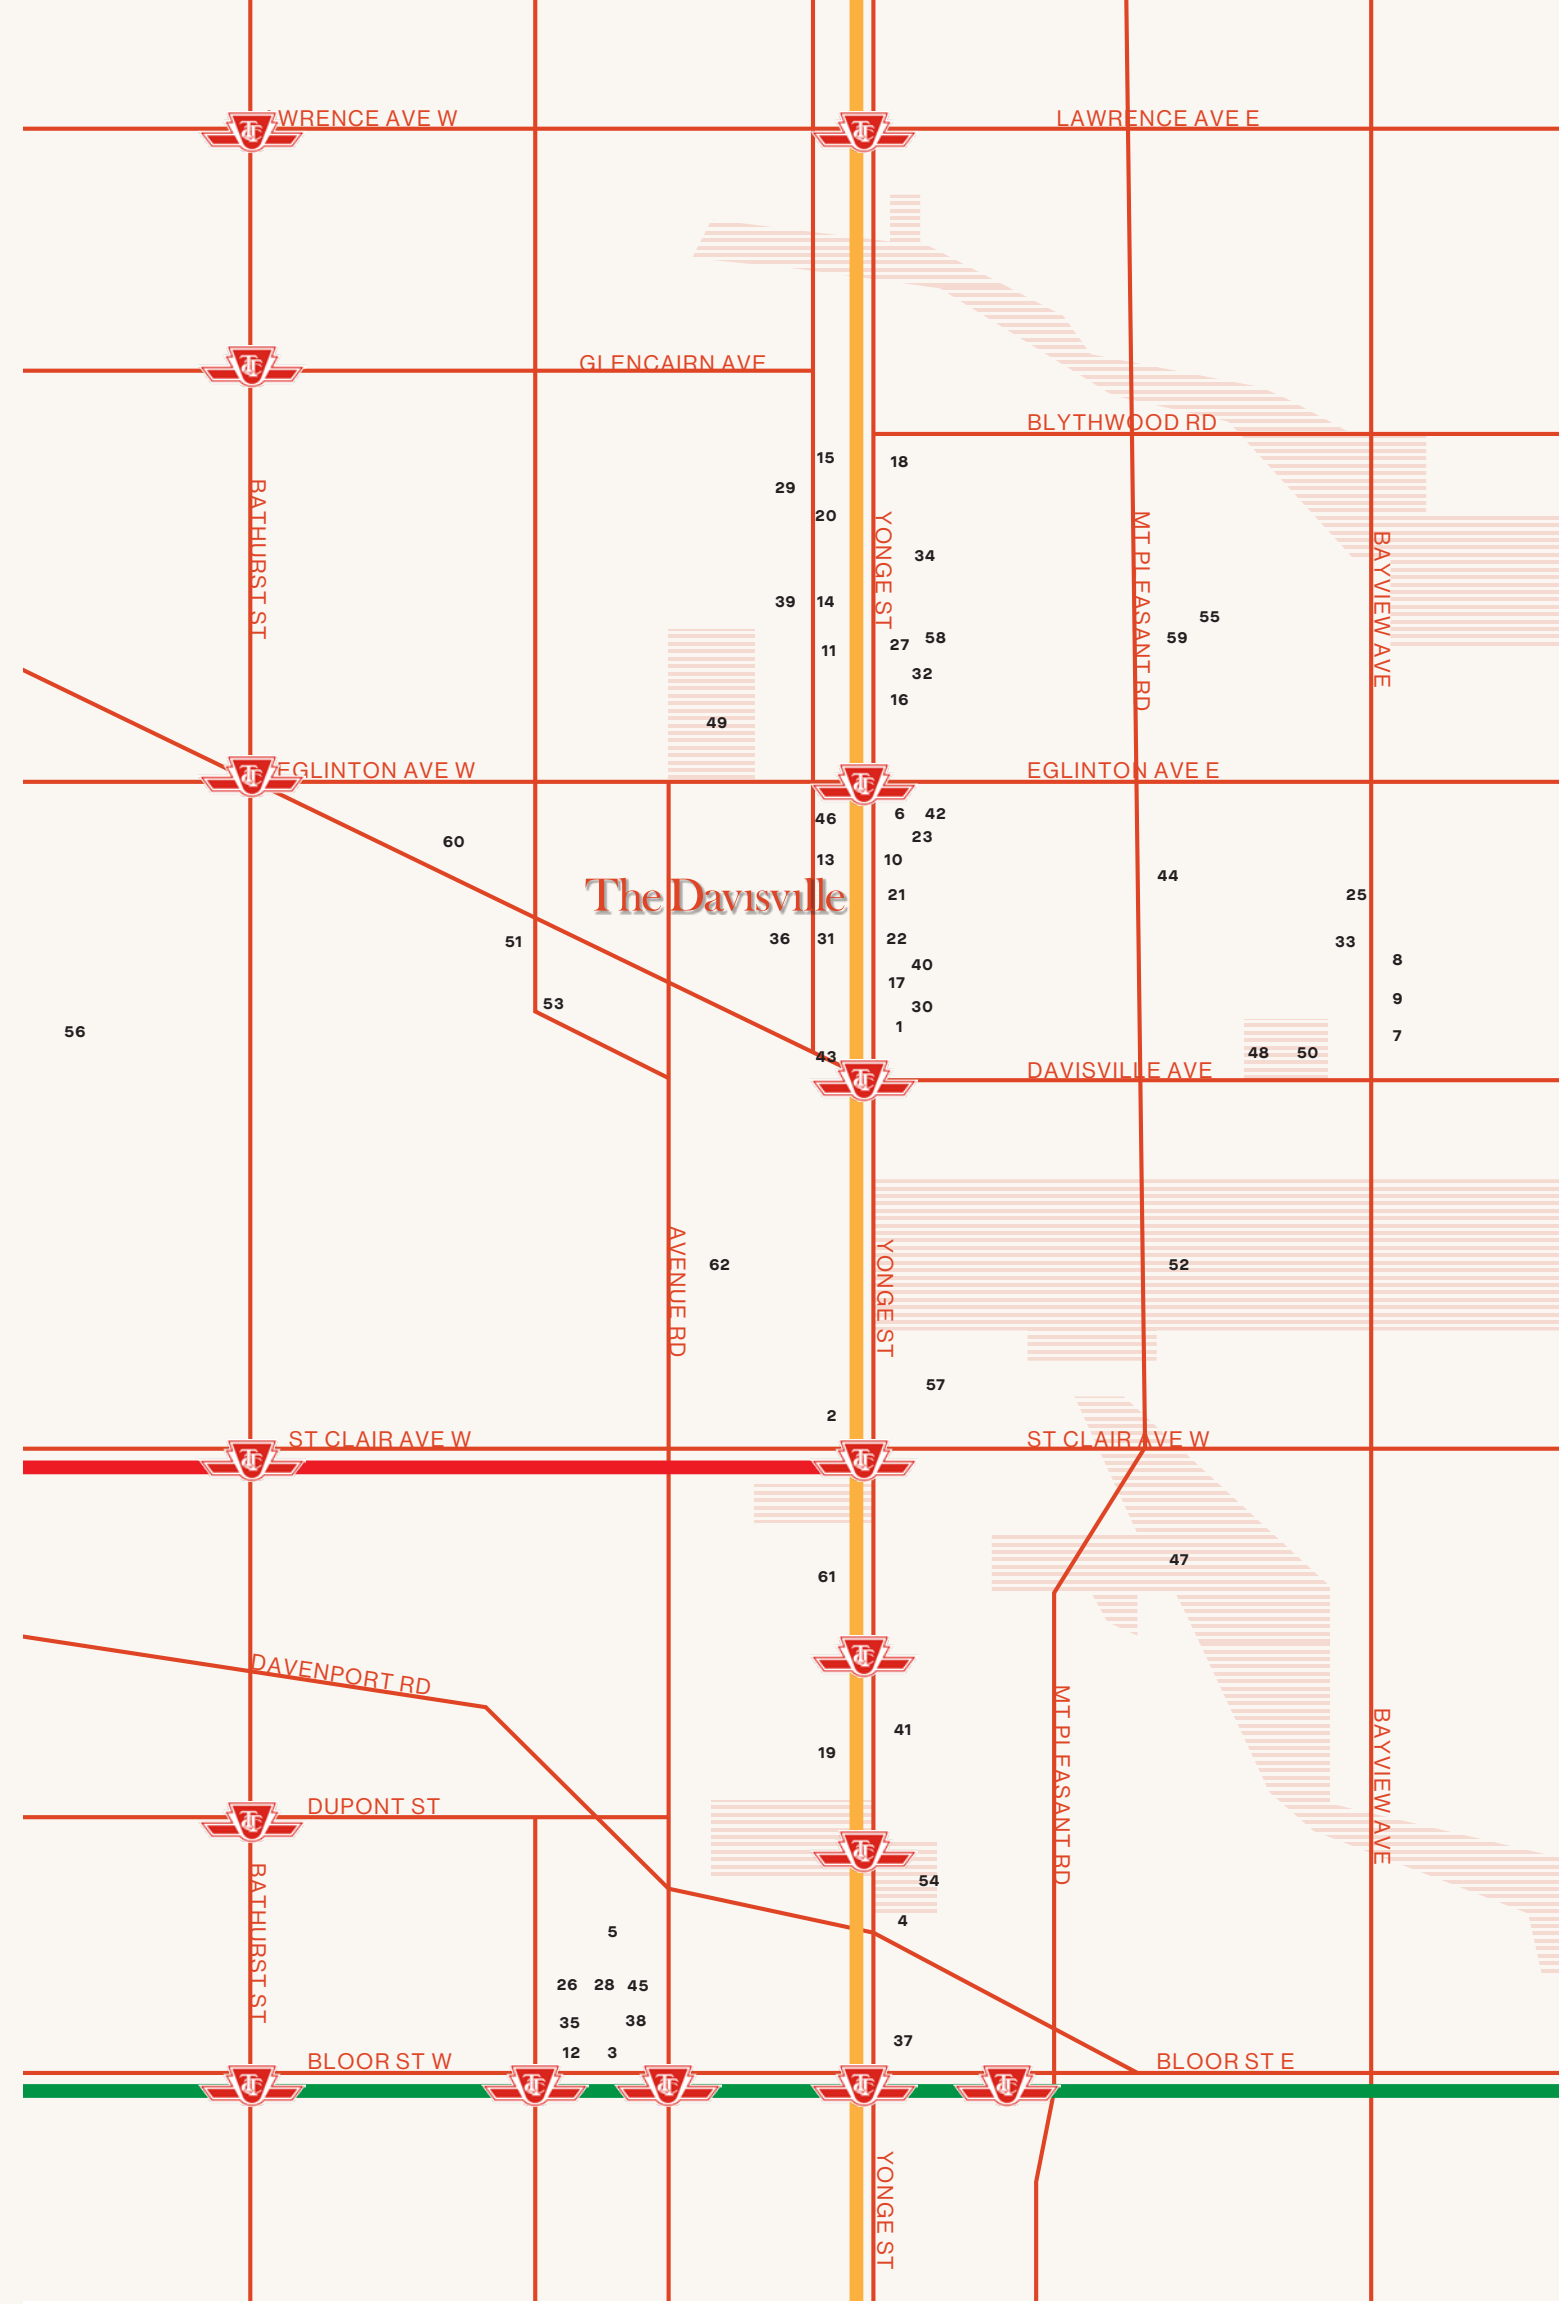 WRENCE AVE W
LAWRENCE AVE E
GLENCAIRN AVE
BLYTHWOOD RD
15
18
29
BATHURST ST
20
YONGE ST
MT PLEASANT RD
BAYVIEW AVE
34
39
14
55
27
58
59
11
32
16
49
EGLINTON AVE W
EGLINTON AVE E
46
6
42
23
60
13
10
44
The Davisville
21
25
51
36
31
22
33
40
8
17
53
30
9
56
1
7
43
48
50
DAVISVILLE AVE
AVENUE RD
62
YONGE ST
52
57
2
ST CLAIR AVE W
ST CLAIR AVE W
47
61
DAVENPORT RD
MT PLEASANT RD
BAYVIEW AVE
41
19
DUPONT ST
BATHURST ST
54
4
5
26
28
45
35
38
37
12
3
BLOOR ST W
BLOOR ST E
YONGE ST